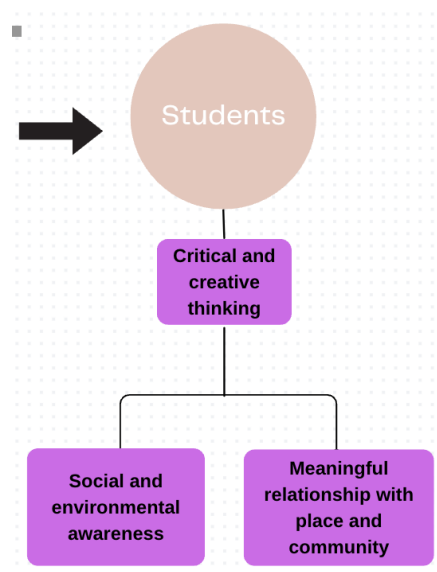 Students
Critical and
creative
thinking
Social and
environmental
awareness
Meaningful
relationship with
place and
community